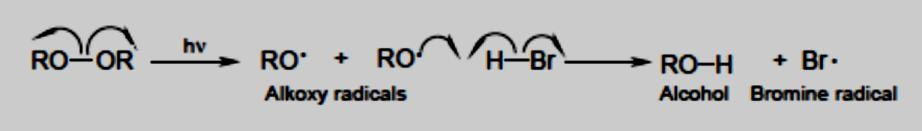 RO–OR hν RO· + RO· H–Br RO–H + Br·
Alkoxy radicals Alcohol Bromine radical